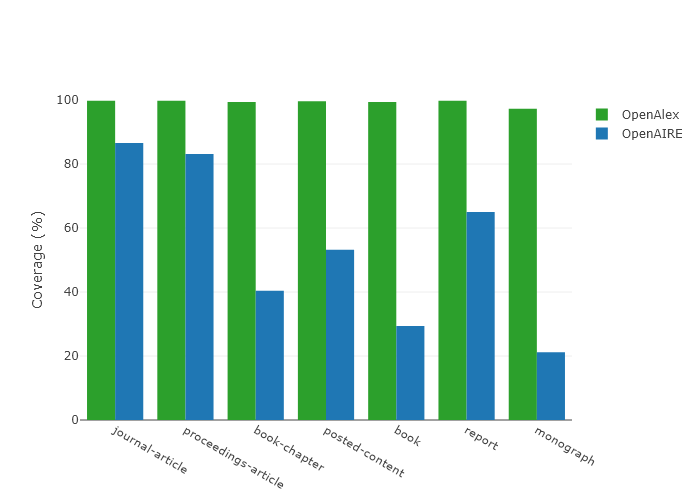 100
80
60
40
20
0
Coverage (%)
journal-article
proceedings-article
book-chapter
posted-content
book
report
monograph
OpenAlex
OpenAIRE